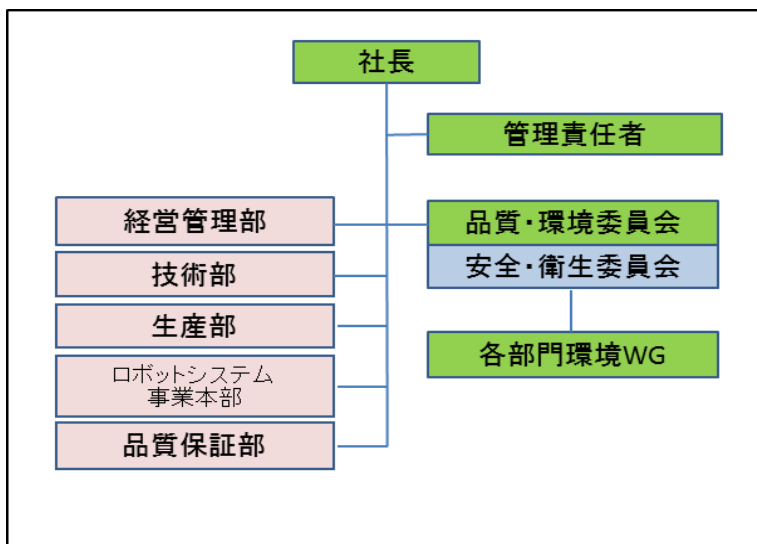 社長
管理責任者
経営管理部
品質・環境委員会
技術部
安全・衛生委員会
生産部
各部門環境WG
ロボットシステム
事業本部
品質保証部